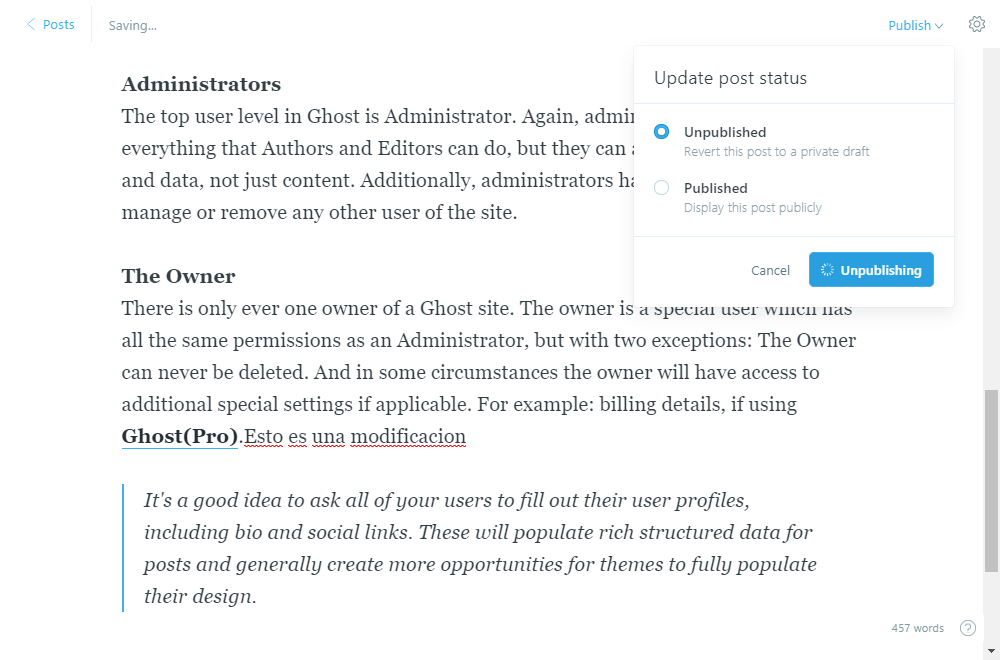 Posts
Saving...
Publish
Update post status
Unpublished
Revert this post to a private draft
Published
Display this post publicly
Cancel
Unpublishing
Administrators
The top user level in Ghost is Administrator. Again,
everything that Authors and Editors can do, but they can
and data, not just content. Additionally, administrators
manage or remove any other user of the site.
The Owner
There is only ever one owner of a Ghost site. The owner is a special user which has
all the same permissions as an Administrator, but with two exceptions: The Owner
can never be deleted. And in some circumstances the owner will have access to
additional special settings if applicable. For example: billing details, if using
Ghost(Pro).Esto es una modificacion
It's a good idea to ask all of your users to fill out their user profiles,
including bio and social links. These will populate rich structured data for
posts and generally create more opportunities for themes to fully populate
their design.
457 words
?